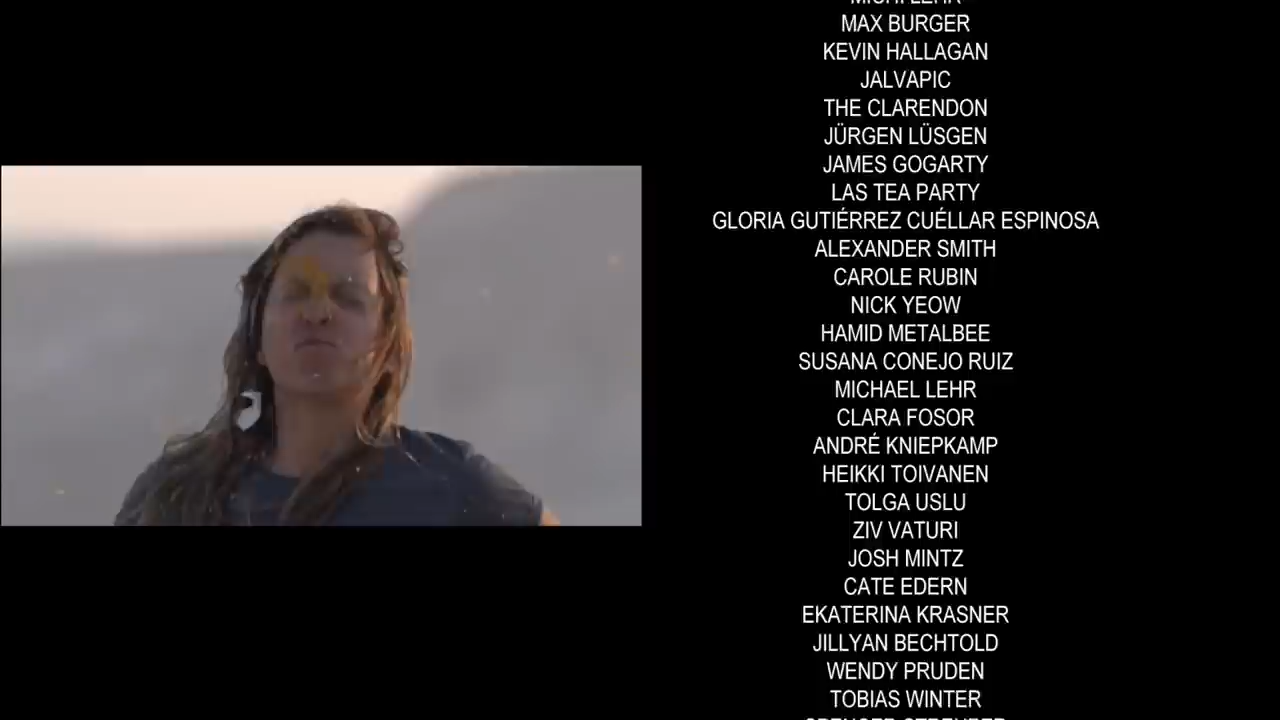 MAX BURGER
KEVIN HALLAGAN
JALVAPIC
THE CLARENDON
JÜRGEN LÜSGEN
JAMES GOGARTY
LAS TEA PARTY
GLORIA GUTIÉRREZ CUÉLLAR ESPINOSA
ALEXANDER SMITH
CAROLE RUBIN
NICK YEOW
HAMID METALBEE
SUSANA CONEJO RUIZ
MICHAEL LEHR
CLARA FOSOR
ANDRÉ KNIEPKAMP
HEIKKI TOIVANEN
TOLGA USLU
ZIV VATURI
JOSH MINTZ
CATE EDERN
EKATERINA KRASNER
JILLYAN BECHTOLD
WENDY PRUDEN
TOBIAS WINTER